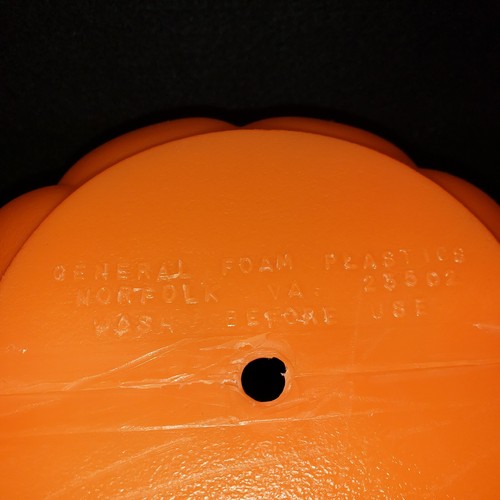 GENERAL FOAM PLASTICS
NORFOLK VA. 23502
WASH BEFORE USE